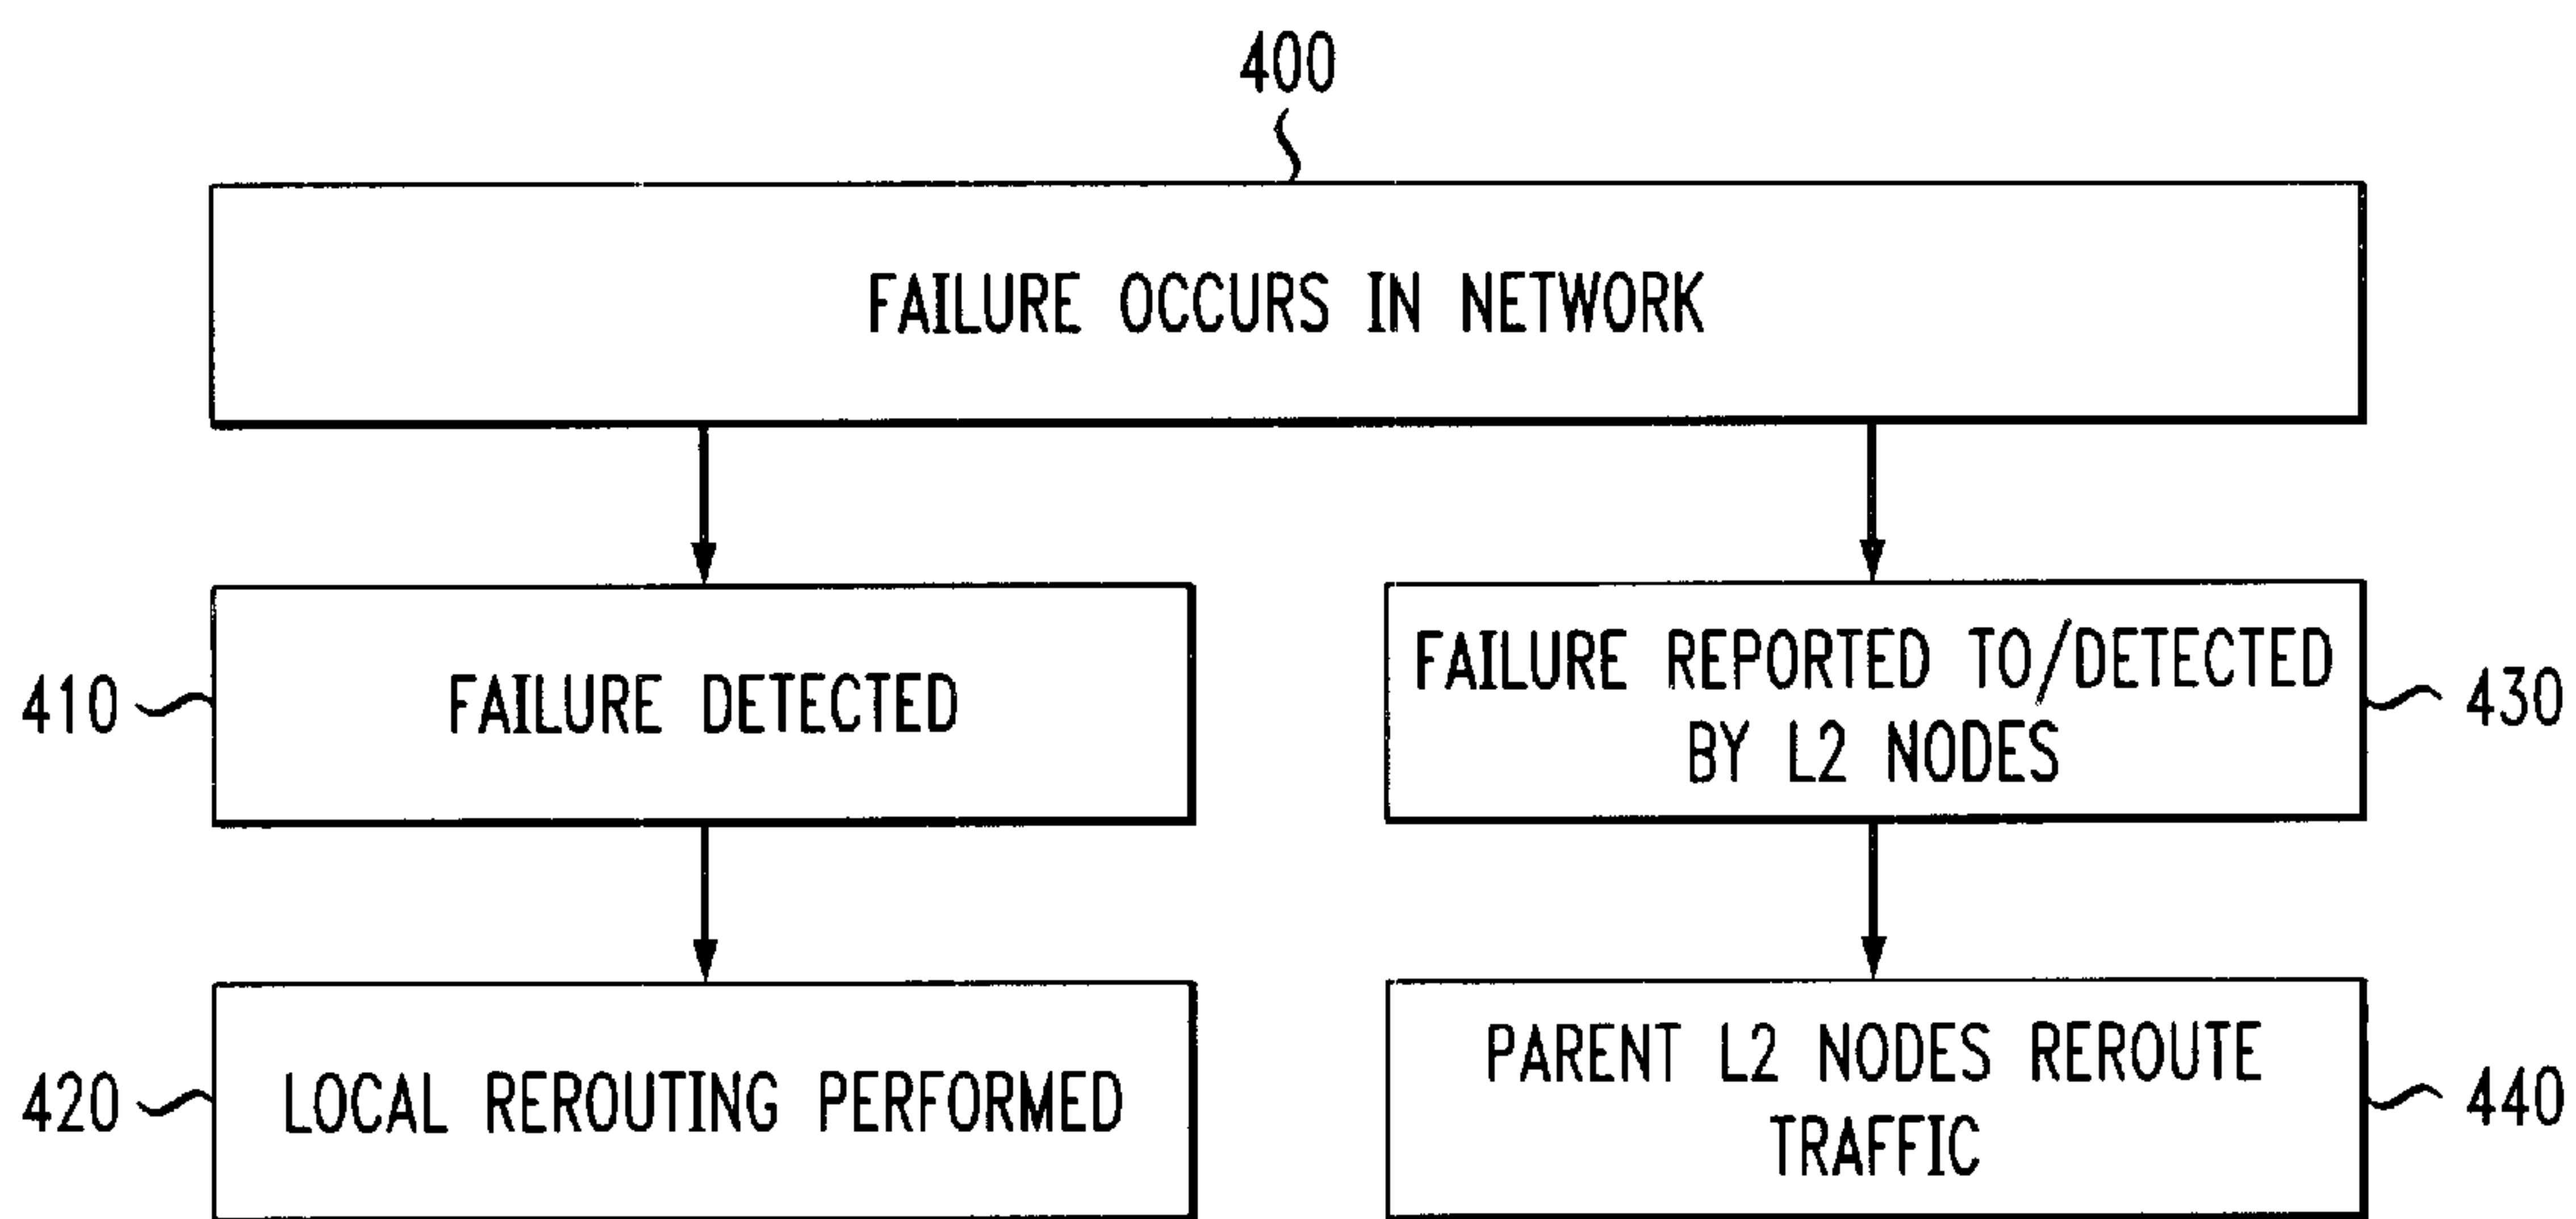 400
FAILURE OCCURS IN NETWORK
410
FAILURE DETECTED
FAILURE REPORTED TO/DETECTED
BY L2 NODES
430
420
LOCAL REROUTING PERFORMED
PARENT L2 NODES REROUTE
TRAFFIC
440